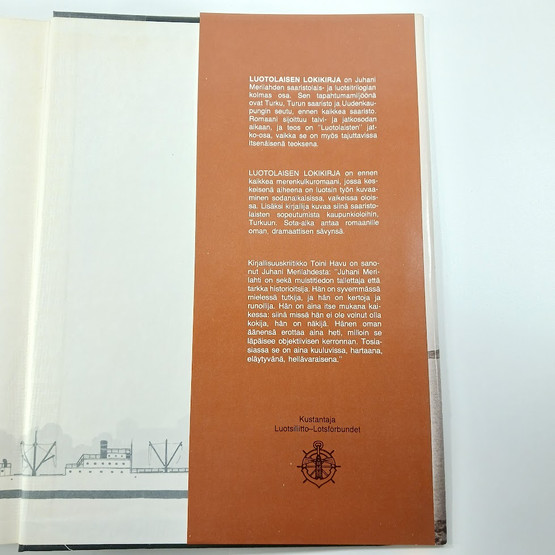 LUOTOLAISEN LOKIKIRJA on Juhani
Merilahden saaristolais- ja luotsitrilogian
kolmas osa. Sen tapahtumamiljöönä
ovat Turku, Turun saaristo ja Uudenkau-
pungin seutu, ennen kaikkea saaristo.
Romaani sijoittuu talvi- ja jatkosodan
aikaan, ja teos on "Luotolaisten" jat-
ko-osa, vaikka se on myös tajuttavissa
itsenäisenä teoksena.
LUOTOLAISEN LOKIKIRJA on ennen
kaikkea merenkulkuromaani, jossa kes-
keisenä aiheena on luotsin työn kuvaa-
minen sodanaikaisissa, vaikeissa olois-
sa. Lisäksi kirjailija kuvaa siinä saaristo-
laisten sopeutumista kaupunkioloihin,
Turkuun. Sota-aika antaa romaanille
oman, dramaattisen sävynsä.
Kirjallisuuskriitikko Toini Havu on sano-
nut Juhani Merilahdesta: "Juhani Meri-
lahti on sekä muistitiedon tallettaja että
tarkka historioitsija. Hän on syvemmässä
mielessä tutkija, ja hän on kertoja ja
runoilija. Hän on aina itse mukana kai-
kessa: siinä missä hän ei ole voinut olla
kokija, hän on näkijä. Hänen oman
äänensä erottaa aina heti, milloin se
läpäisee objektiivisen kerronnan. Tosia-
siassa se on aina kuuluvissa, hartaana,
eläytyvänä, hellävaraisena."
Kustantaja
Luotsiliitto–Lotsförbundet